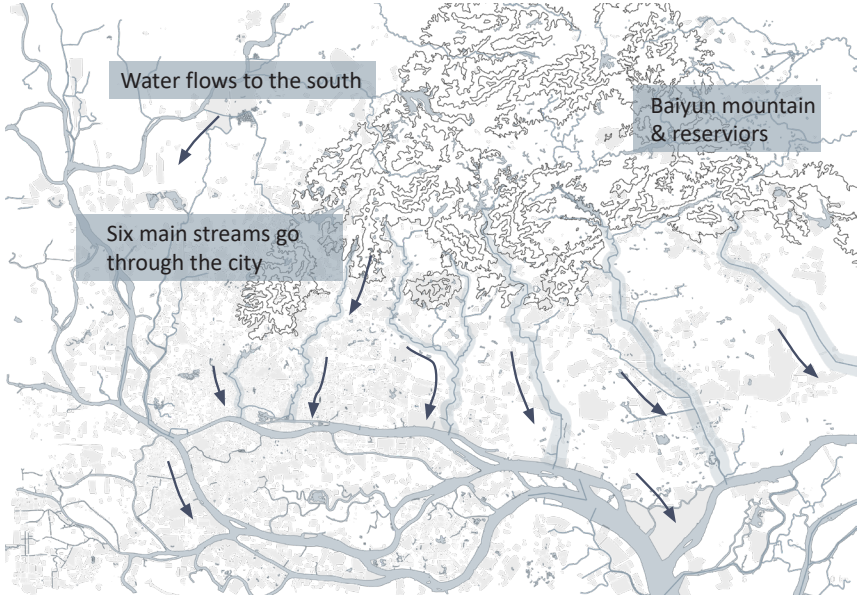 Water flows to the south
Baiyun mountain
& reserviors
Six main streams go
through the city